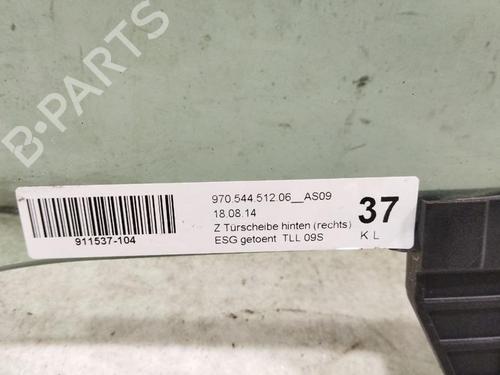 B-PARTS
970.544.512.06__AS09
18.08.14
Z Türscheibe hinten (rechts)
ESG getoent TLL 09S
37
K L
911537-104